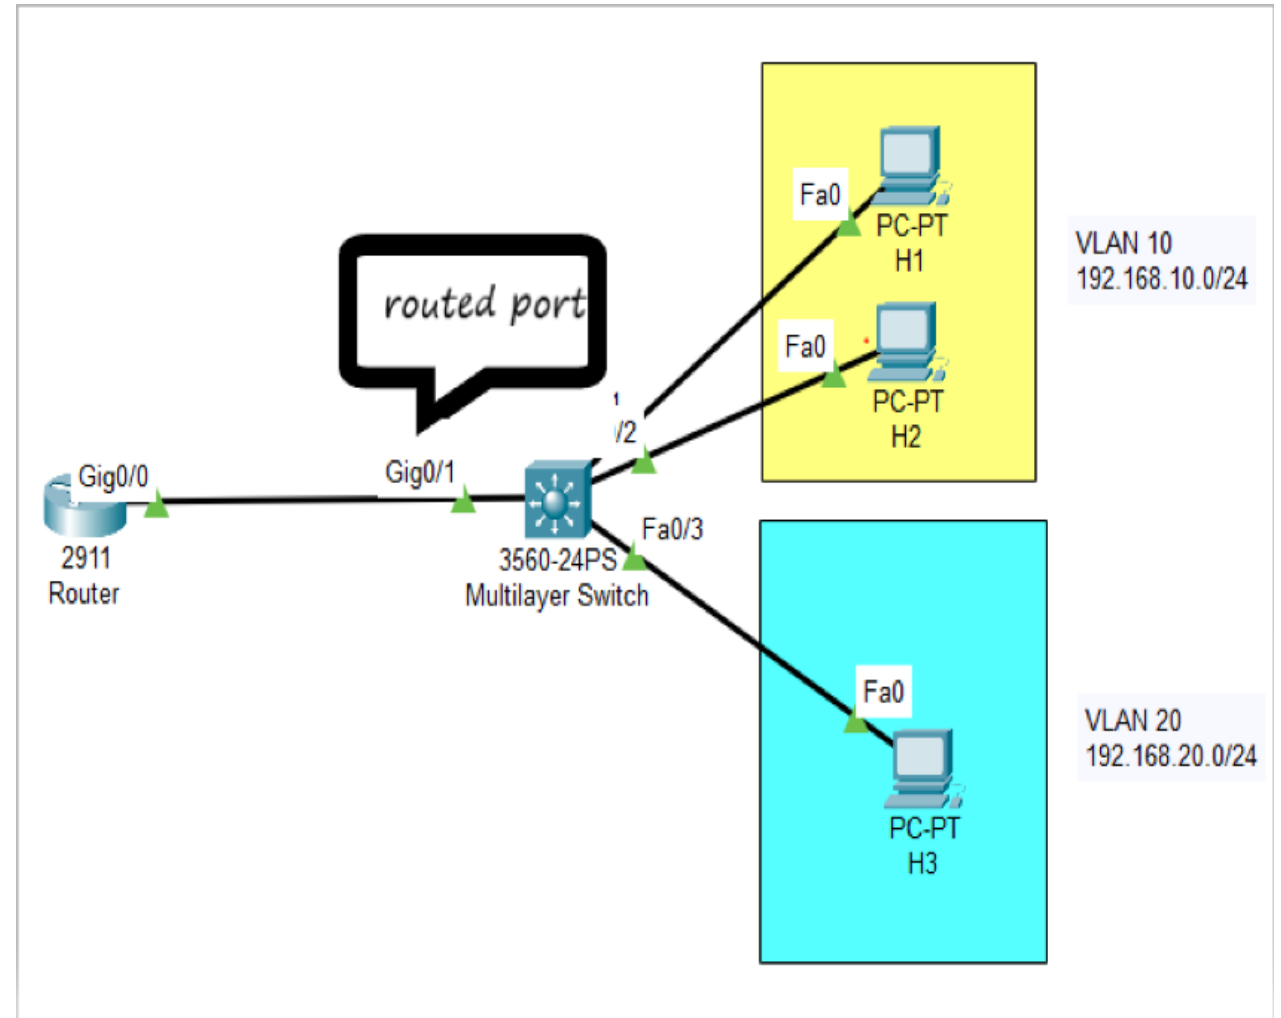 Fa0
PC-PT
H1
VLAN 10
192.168.10.0/24
routed port
Fa0
PC-PT
H2
1
/2
Gig0/0
Gig0/1
Fa0/3
2911
Router
3560-24PS
Multilayer Switch
Fa0
PC-PT
H3
VLAN 20
192.168.20.0/24